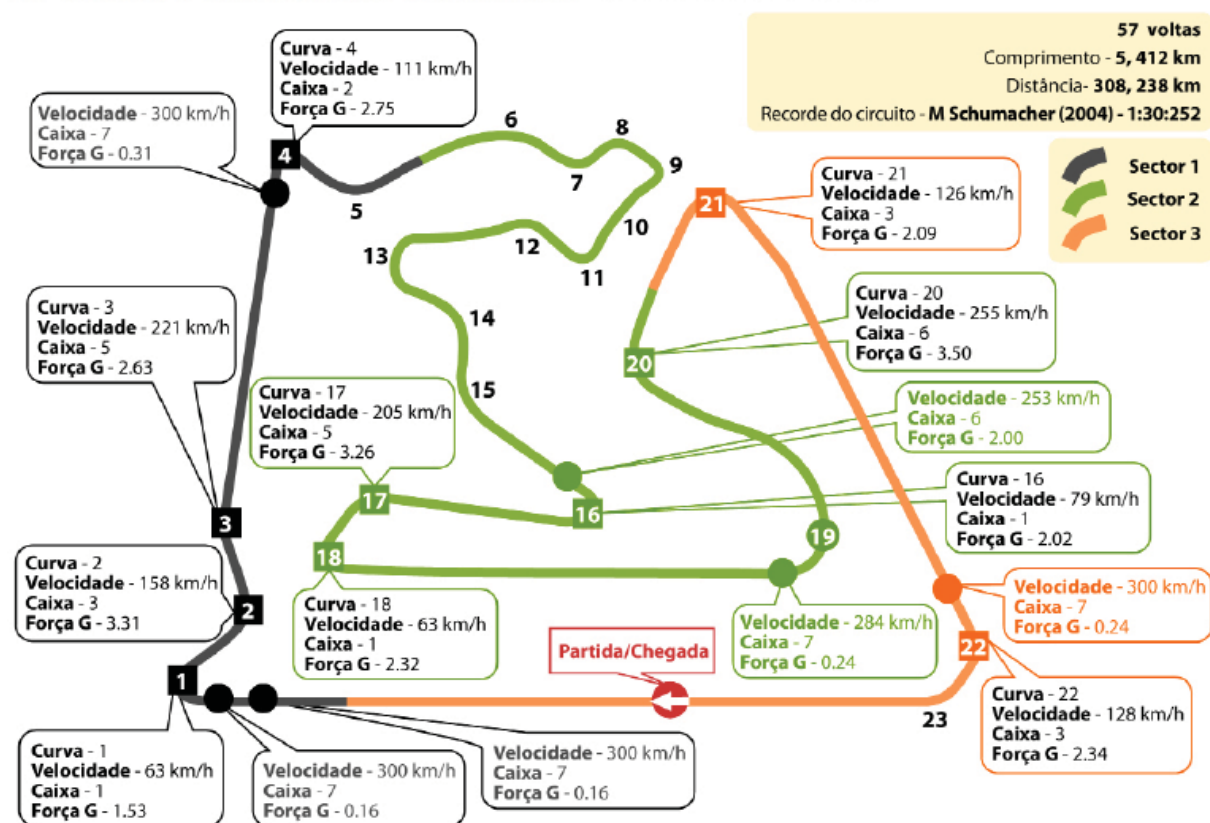 57 voltas
Comprimento - 5, 412 km
Distância- 308, 238 km
Recorde do circuito - M Schumacher (2004) - 1:30:252
Sector 1
Sector 2
Sector 3
Curva - 4
Velocidade - 111 km/h
Caixa - 2
Força G - 2.75
Velocidade - 300 km/h
Caixa - 7
Força G - 0.31
4
5
6
7
8
9
10
11
12
13
14
15
21
Curva - 21
Velocidade - 126 km/h
Caixa - 3
Força G - 2.09
Curva - 3
Velocidade - 221 km/h
Caixa - 5
Força G - 2.63
Curva - 20
Velocidade - 255 km/h
Caixa - 6
Força G - 3.50
20
Curva - 17
Velocidade - 205 km/h
Caixa - 5
Força G - 3.26
Velocidade - 253 km/h
Caixa - 6
Força G - 2.00
17
16
Curva - 16
Velocidade - 79 km/h
Caixa - 1
Força G - 2.02
3
19
18
Curva - 2
Velocidade - 158 km/h
Caixa - 3
Força G - 3.31
2
Curva - 18
Velocidade - 63 km/h
Caixa - 1
Força G - 2.32
Velocidade - 284 km/h
Caixa - 7
Força G - 0.24
Velocidade - 300 km/h
Caixa - 7
Força G - 0.24
22
Partida/Chegada
1
23
Curva - 22
Velocidade - 128 km/h
Caixa - 3
Força G - 2.34
Curva - 1
Velocidade - 63 km/h
Caixa - 1
Força G - 1.53
Velocidade - 300 km/h
Caixa - 7
Força G - 0.16
Velocidade - 300 km/h
Caixa - 7
Força G - 0.16